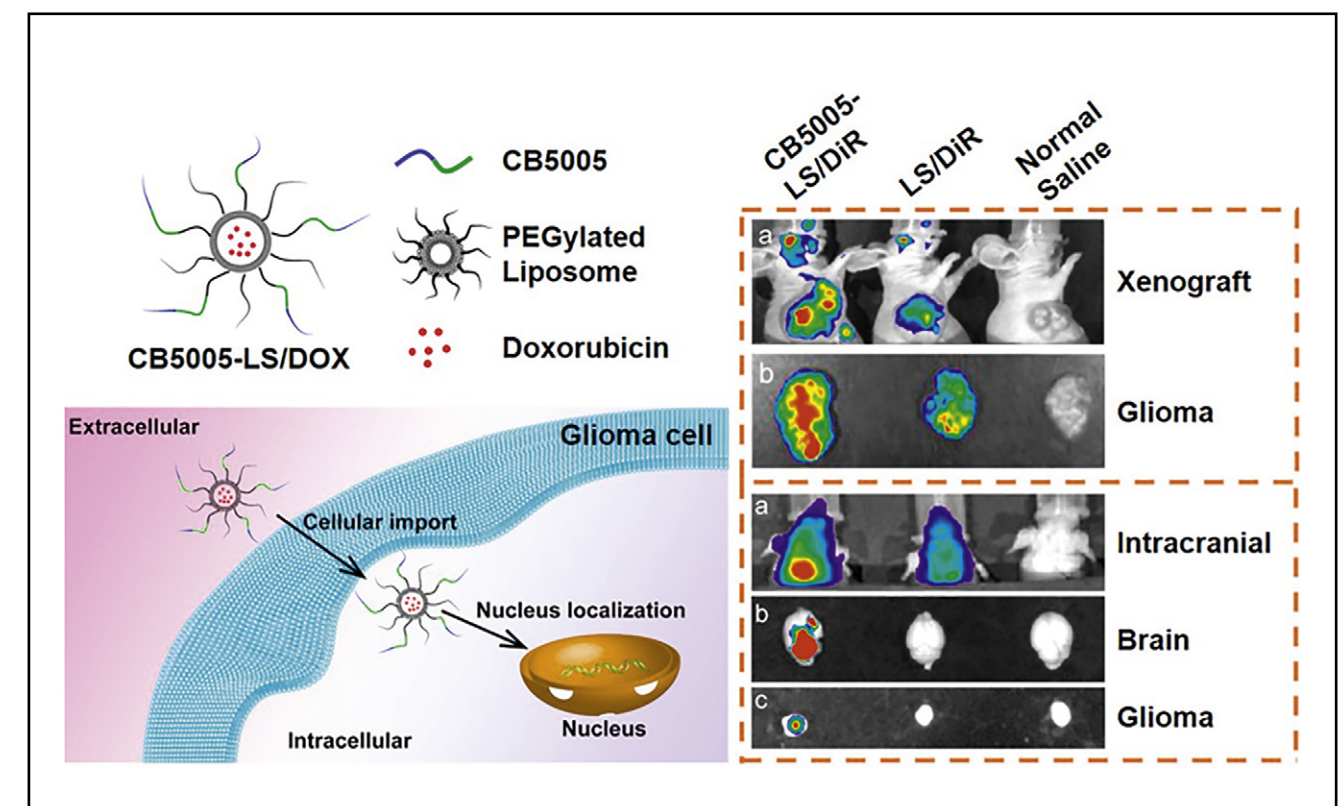 CB5005
PEGylated
Liposome
Doxorubicin
CB5005-LS/DOX
Extracellular
Glioma cell
Cellular import
Nucleus localization
Nucleus
Intracellular
CB5005-
LS/DiR
LS/DiR
Normal
Saline
a
Xenograft
b
Glioma
a
Intracranial
b
Brain
c
Glioma